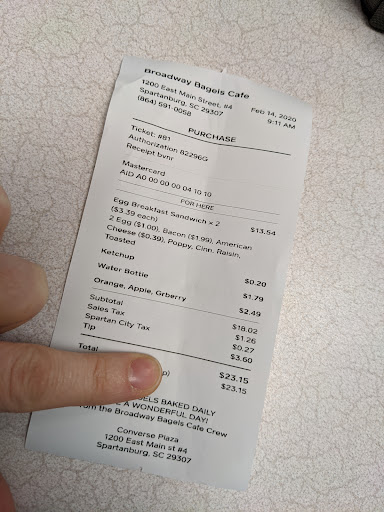 Broadway Bagels Cafe
1200 East Main Street, #4
Spartanburg, SC 29307
(864) 591-0058
Feb 14, 2020
9:11 AM
PURCHASE
Ticket: #81
Authorization 82296G
Receipt bvnr
Mastercard
AID A0 00 00 00 04 10 10
FOR HERE
Egg Breakfast Sandwich × 2 $13.54
($3.39 each)
2 Egg ($1.00), Bacon ($1.99), American
Cheese ($0.39), Poppy, Cinn. Raisin,
Toasted
Ketchup $0.20
Water Bottle $1.79
Orange, Apple, Grberry $2.49
Subtotal $18.02
Sales Tax $1.26
Spartan City Tax $0.27
Tip $3.60
Total $23.15
p) $23.15
BAKED DAILY
A WONDERFUL DAY!
from the Broadway Bagels Cafe Crew
Converse Plaza
1200 East Main st #4
Spartanburg, SC 29307